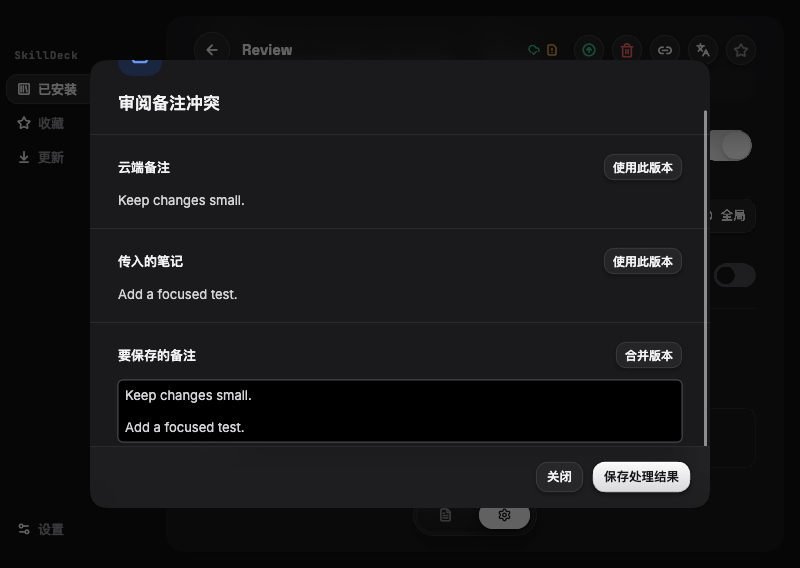 SkillDeck
Review
已安装
收藏
更新
审阅备注冲突
云端备注
使用此版本
Keep changes small.
全局
传入的笔记
使用此版本
Add a focused test.
要保存的备注
合并版本
Keep changes small.
Add a focused test.
关闭
保存处理结果
设置